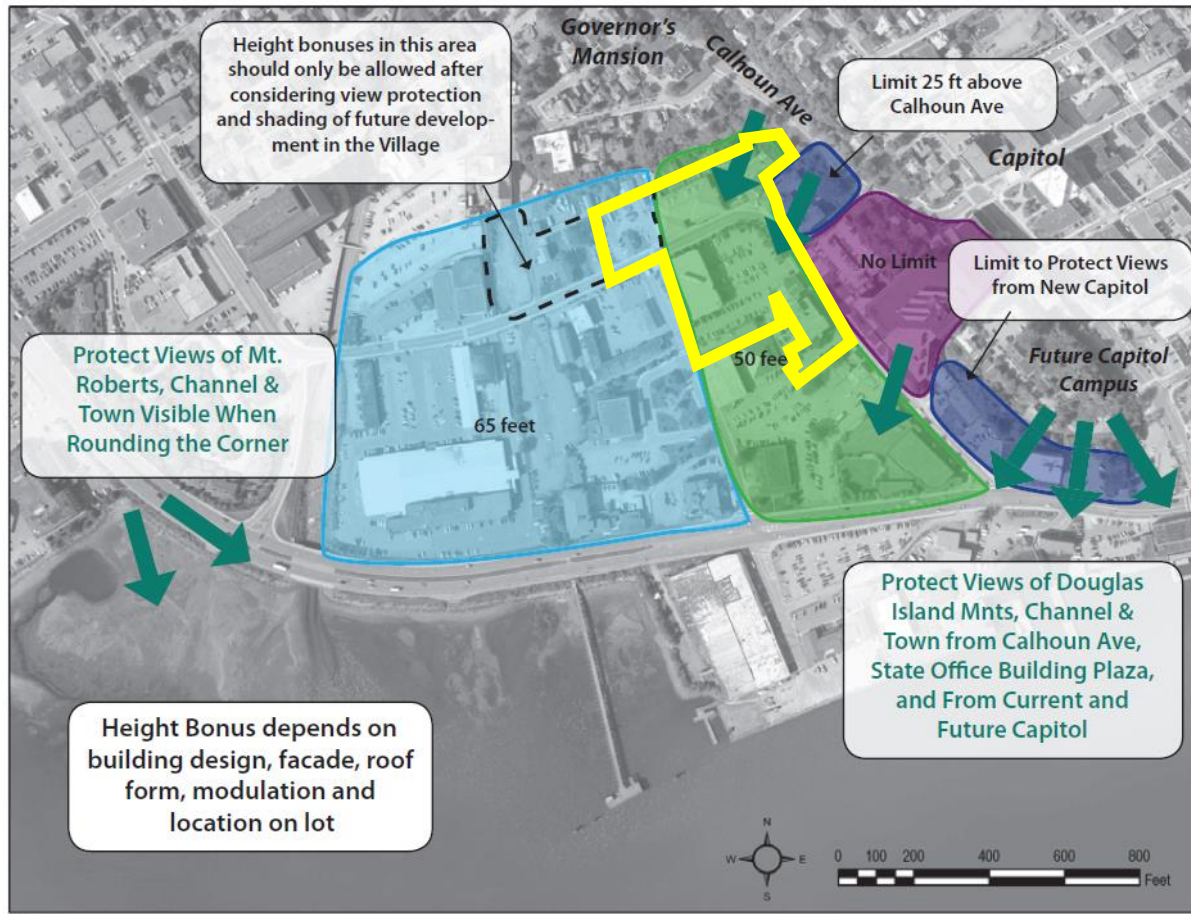 Governor's
Mansion
Calhoun Ave
Height bonuses in this area
should only be allowed after
considering view protection
and shading of future develop-
ment in the Village
Limit 25 ft above
Calhoun Ave
Capitol
No Limit
Limit to Protect Views
from New Capitol
Protect Views of Mt.
Roberts, Channel &
Town Visible When
Rounding the Corner
50 fee
Future Capitol
Campus
65 feet
Protect Views of Douglas
Island Mnts, Channel &
Town from Calhoun Ave,
State Office Building Plaza,
and From Current and
Future Capitol
Height Bonus depends on
building design, facade, roof
form, modulation and
location on lot
N
W E
S
0 100 200 400 600 800
Feet